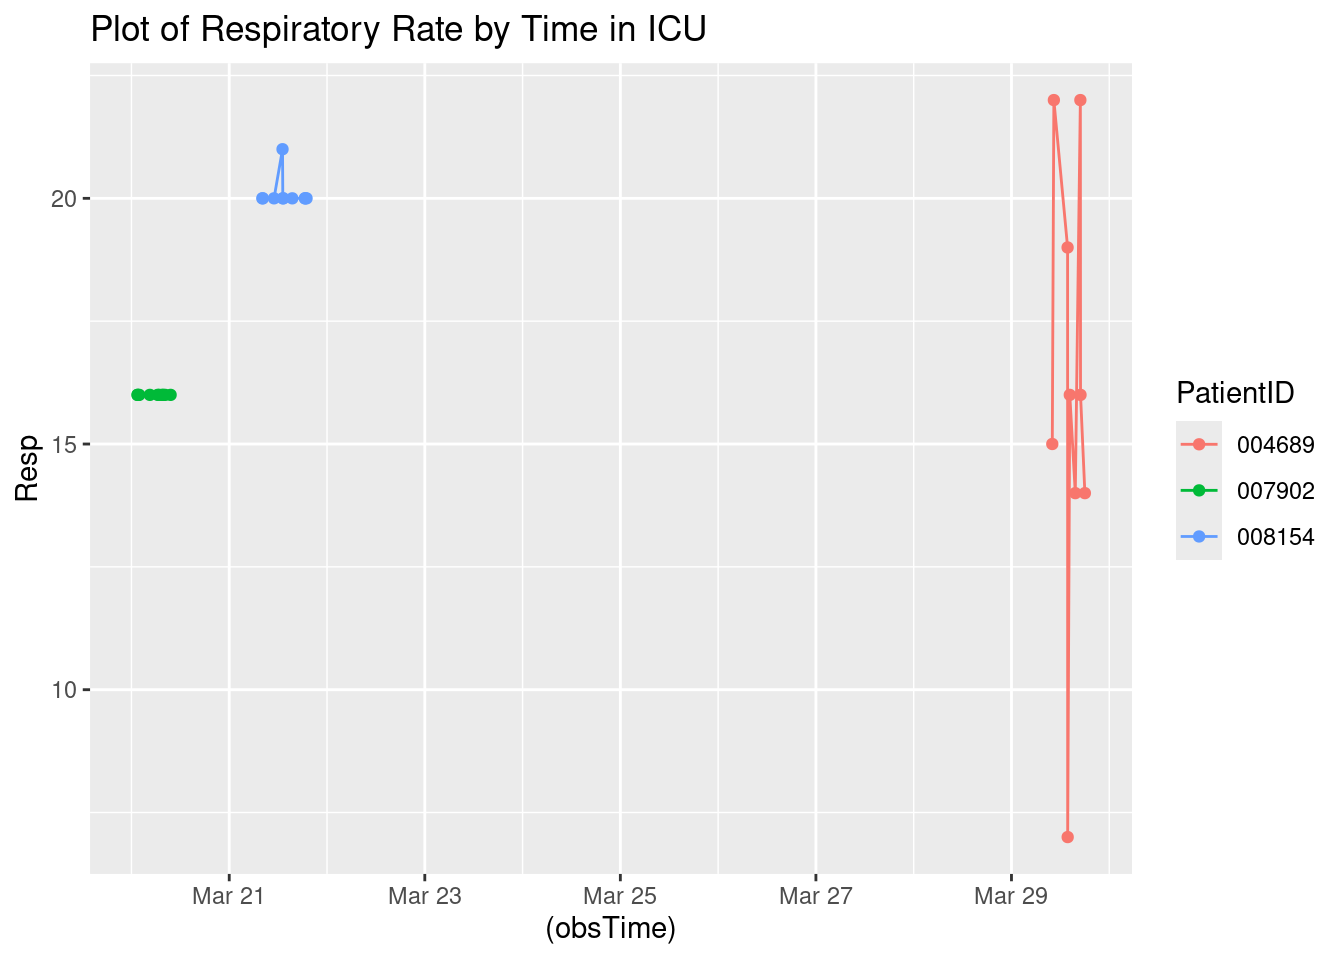 Plot of Respiratory Rate by Time in ICU
20
15
10
Resp
Mar 21
Mar 23
Mar 25
Mar 27
Mar 29
(obsTime)
PatientID
004689
007902
008154